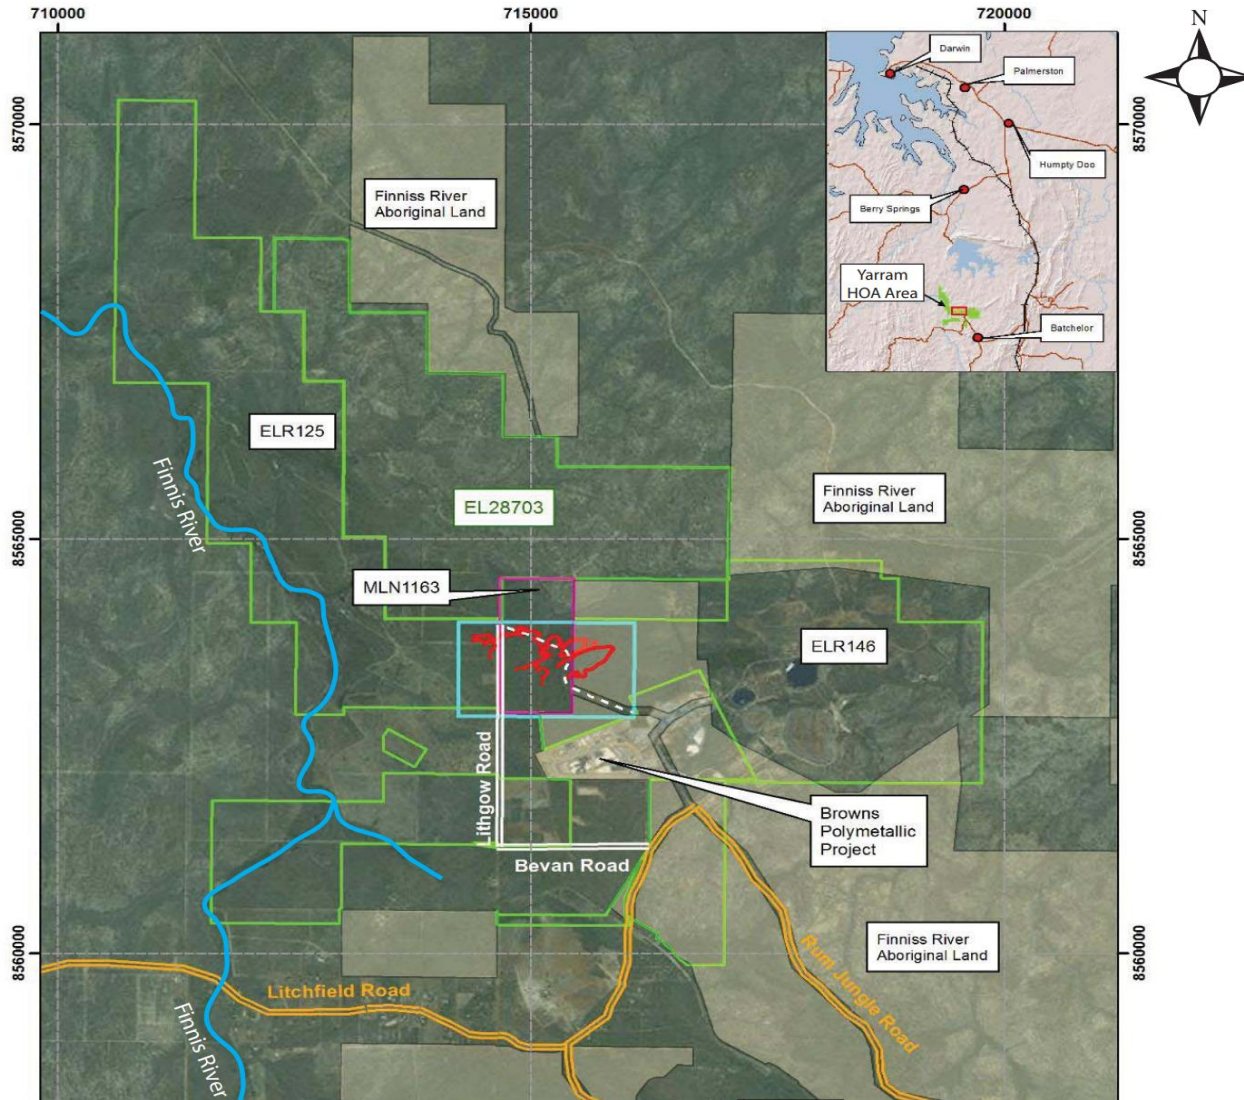 710000
715000
720000
N
Darwin
Palmerston
8570000
8570000
Humpty Doo
Finniss River
Aboriginal Land
Berry Springs
Yarram
HOA Area
Batchelor
ELR125
Finnis River
EL28703
Finniss River
Aboriginal Land
8565000
8565000
MLN1163
ELR146
Lithgow Road
Browns
Polymetallic
Project
Bevan Road
Finniss River
Aboriginal Land
8560000
8560000
Rum Jungle Road
Litchfield Road
Finnis River